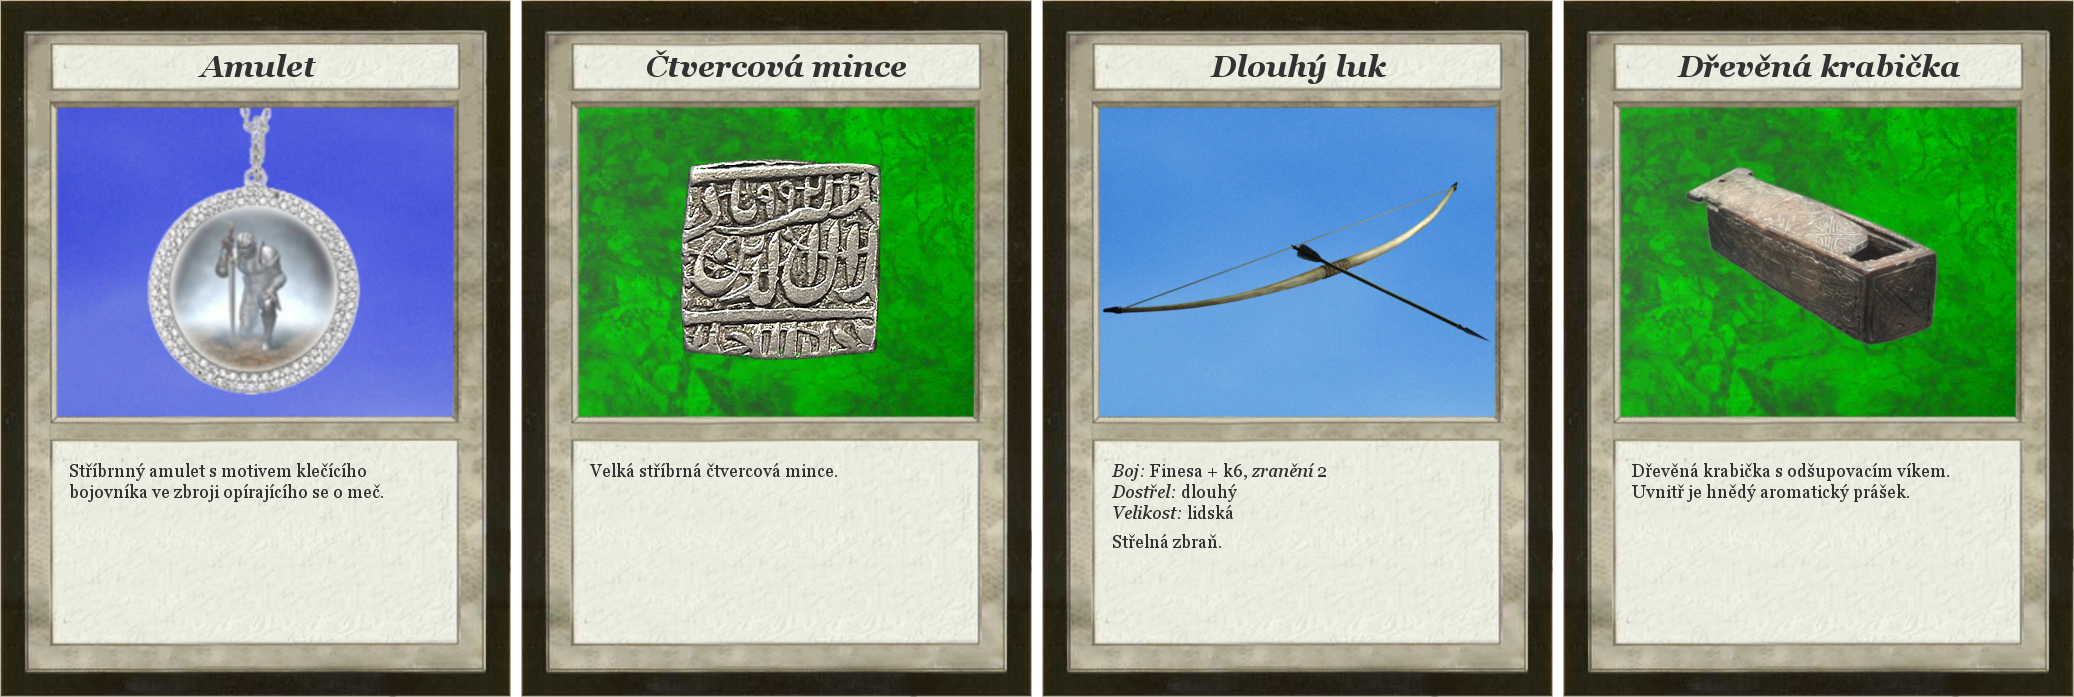 Amulet
Stříbrnný amulet s motivem klečícího
bojovníka ve zbroji opírajícího se o meč.
Čtvercová mince
Velká stříbrná čtvercová mince.
Dlouhý luk
Boj: Finesa + k6, zranění 2
Dostřel: dlouhý
Velikost: lidská
Střelná zbraň.
Dřevěná krabička
Dřevěná krabička s odšupovacím víkem.
Uvnitř je hnědý aromatický prášek.